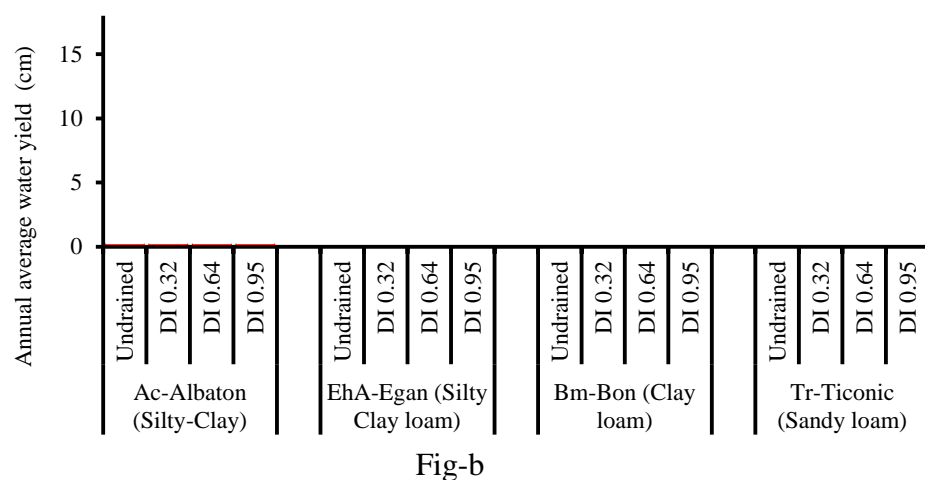 Annual average water yield (cm)
15
10
5
0
Undrained
DI 0.32
DI 0.64
DI 0.95
Undrained
DI 0.32
DI 0.64
DI 0.95
Undrained
DI 0.32
DI 0.64
DI 0.95
Undrained
DI 0.32
DI 0.64
DI 0.95
Ac-Albaton
(Silty-Clay)
EhA-Egan (Silty
Clay loam)
Bm-Bon (Clay
loam)
Tr-Ticonic
(Sandy loam)
Fig-b